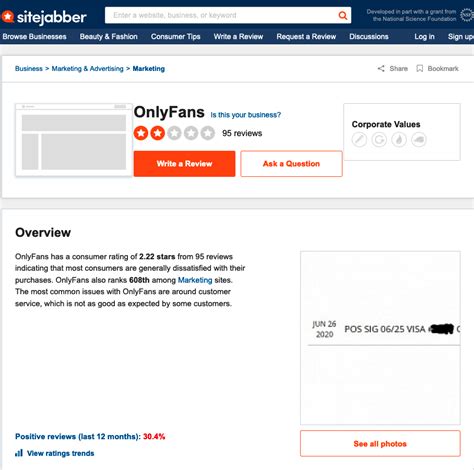 sitejabber
Enter a website, business, or category...
Developed in part with a grant from
the National Science Foundation
Browse Businesses Beauty & Fashion Consumer Tips Write a Review Request Review Discussions Log in Sign up
Business > Marketing & Advertising > Marketing
Share Bookmark
OnlyFans Is this your business?
95 reviews
Write a Review Ask a Question
Corporate Values
Overview
OnlyFans has a consumer rating of 2.22 stars from 95 reviews
indicating that most consumers are generally dissatisfied with their
purchases. OnlyFans also ranks 608th among Marketing sites.
The most common issues with OnlyFans are around customer
service, which is not as good as expected by some customers.
JUN 26
2020
POS SIG 06/25 VISA
Positive reviews (last 12 months): 30.4%
View ratings trends
See all photos